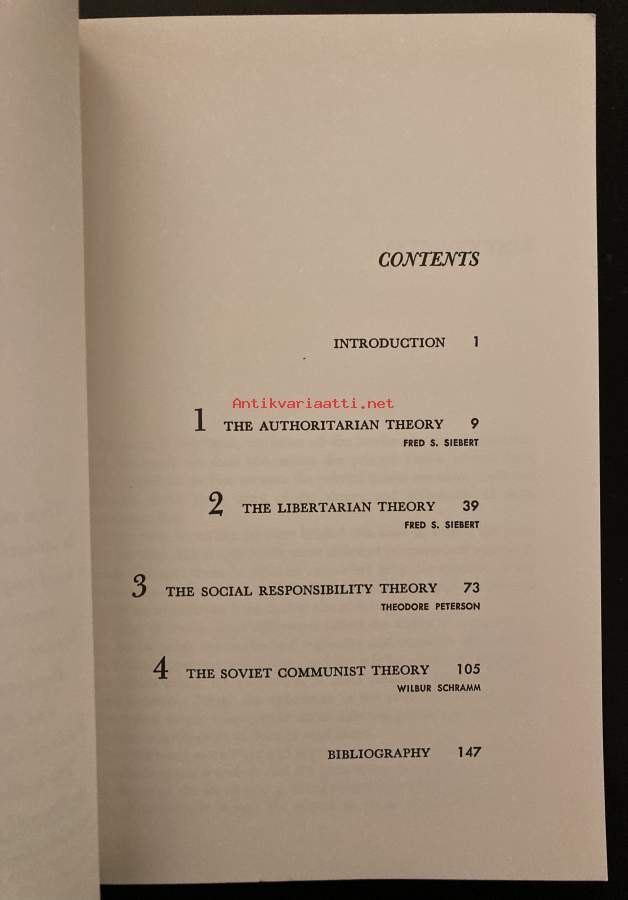 CONTENTS
INTRODUCTION 1
Antikvariaatti.net
1 THE AUTHORITARIAN THEORY 9
FRED S. SIEBERT
2 THE LIBERTARIAN THEORY 39
FRED S. SIEBERT
3 THE SOCIAL RESPONSIBILITY THEORY 73
THEODORE PETERSON
4 THE SOVIET COMMUNIST THEORY 105
WILBUR SCHRAMM
BIBLIOGRAPHY 147